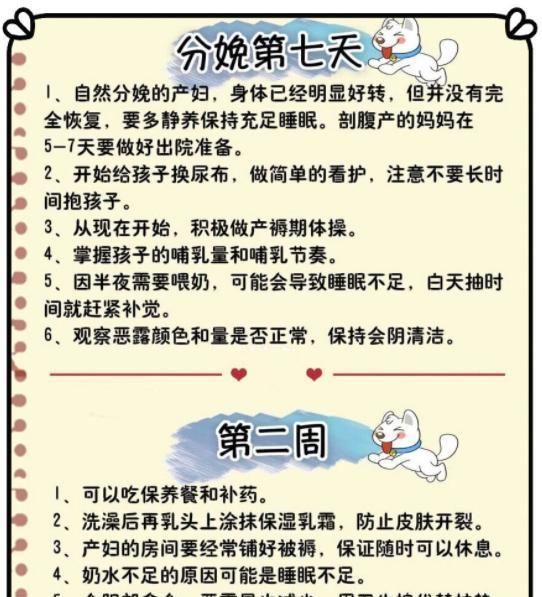 分娩第七天
1、自然分娩的产妇，身体已经明显好转，但并没有完
全恢复，要多静养保持充足睡眠。剖腹产的妈妈在
5-7天要做好出院准备。
2、开始给孩子换尿布，做简单的看护，注意不要长时
间抱孩子。
3、从现在开始，积极做产褥期体操。
4、掌握孩子的哺乳量和哺乳节奏。
5、因半夜需要喂奶，可能会导致睡眠不足，白天抽时
间就赶紧补觉。
6、观察恶露颜色和量是否正常，保持会阴清洁。
第二周
1、可以吃保养餐和补药。
2、洗澡后再乳头上涂抹保湿乳霜，防止皮肤开裂。
3、产妇的房间要经常铺好被褥，保证随时可以休息。
4、奶水不足的原因可能是睡眠不足。